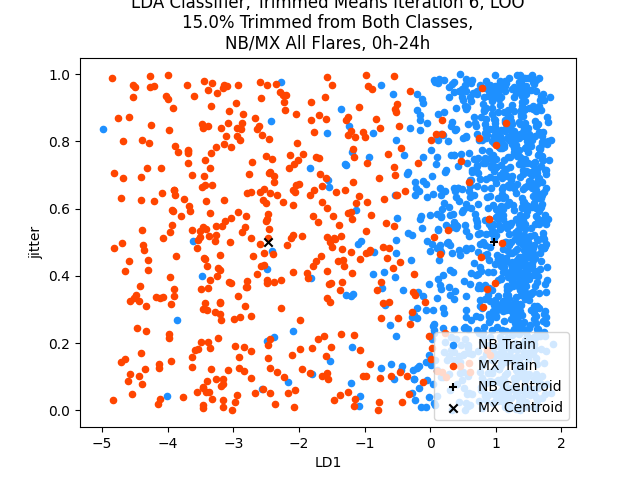 LDA Classifier, Trimmed Means Iteration 6, LOO
15.0% Trimmed from Both Classes,
NB/MX All Flares, 0h-24h
1.0
0.8
0.6
0.4
0.2
0.0
jitter
−5
−4
−3
−2
−1
0
1
2
LD1
NB Train
MX Train
NB Centroid
MX Centroid